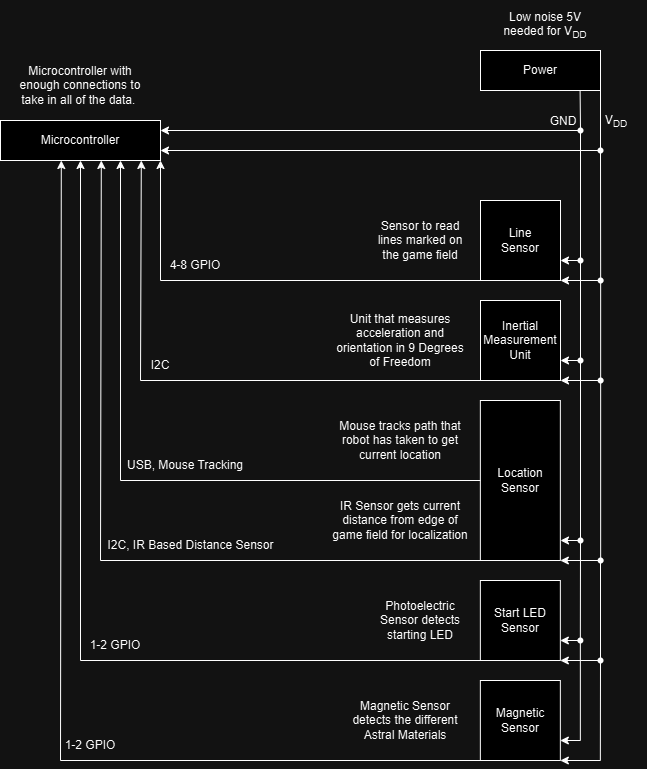 Low noise 5V
needed for VDD
Power
Microcontroller with
enough connections to
take in all of the data.
Microcontroller
GND
VDD
Sensor to read
lines marked on
the game field
Line
Sensor
4-8 GPIO
Unit that measures
acceleration and
orientation in 9 Degrees
of Freedom
Inertial
Measurement
Unit
I2C
Mouse tracks path that
robot has taken to get
current location
USB, Mouse Tracking
Location
Sensor
IR Sensor gets current
distance from edge of
game field for localization
I2C, IR Based Distance Sensor
Photoelectric
Sensor detects
starting LED
Start LED
Sensor
1-2 GPIO
Magnetic Sensor
detects the different
Astral Materials
Magnetic
Sensor
1-2 GPIO